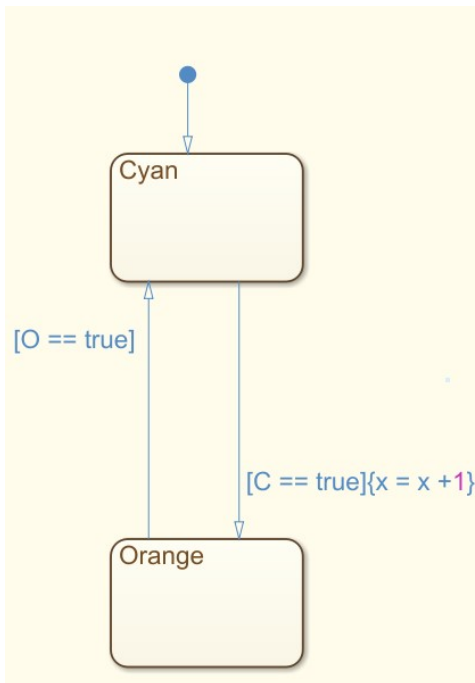 Cyan
[O == true]
[C == true]{x = x +1}
Orange